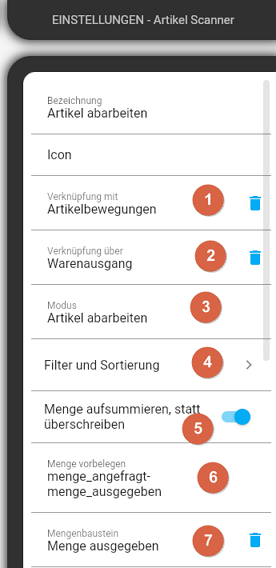 EINSTELLUNGEN - Artikel Scanner
Bezeichnung
Artikel abarbeiten
Icon
Verknüpfung mit
Artikelbewegungen
1
Verknüpfung über
Warenausgang
2
Modus
Artikel abarbeiten
3
Filter und Sortierung
4
Menge aufsummieren, statt
überschreiben
5
Menge vorbelegen
menge_angefragt-
menge_ausgegeben
6
Mengenbaustein
Menge ausgegeben
7